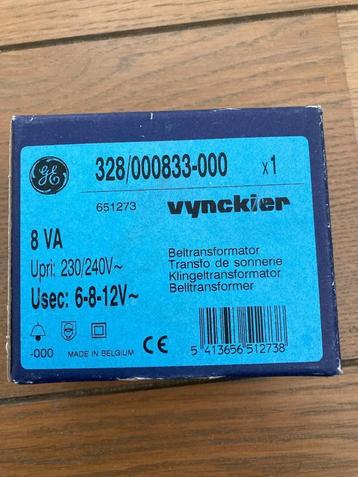 GE
328/000833-000 x1
651273
vynckier
8 VA
Upri: 230/240V~
Usec: 6-8-12V~
Beltransformator
Transfo de sonnerie
Klingeltransformator
Belltransformer
-000 MADE IN BELGIUM CE
5 413656 512738